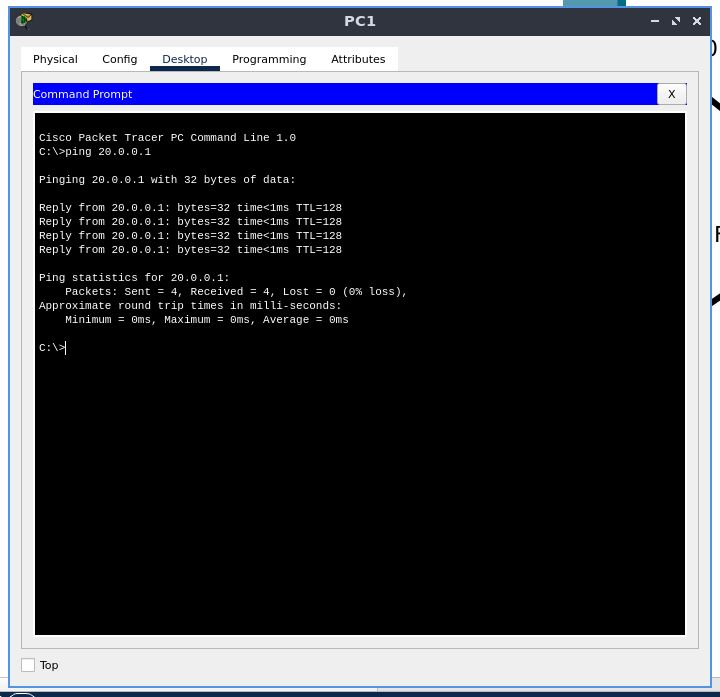 PC1
Physical Config Desktop Programming Attributes
Command Prompt X
Cisco Packet Tracer PC Command Line 1.0
C:\>ping 20.0.0.1
Pinging 20.0.0.1 with 32 bytes of data:
Reply from 20.0.0.1: bytes=32 time<1ms TTL=128
Reply from 20.0.0.1: bytes=32 time<1ms TTL=128
Reply from 20.0.0.1: bytes=32 time<1ms TTL=128
Reply from 20.0.0.1: bytes=32 time<1ms TTL=128
Ping statistics for 20.0.0.1:
Packets: Sent = 4, Received = 4, Lost = 0 (0% loss),
Approximate round trip times in milli-seconds:
Minimum = 0ms, Maximum = 0ms, Average = 0ms
C:\>
Top